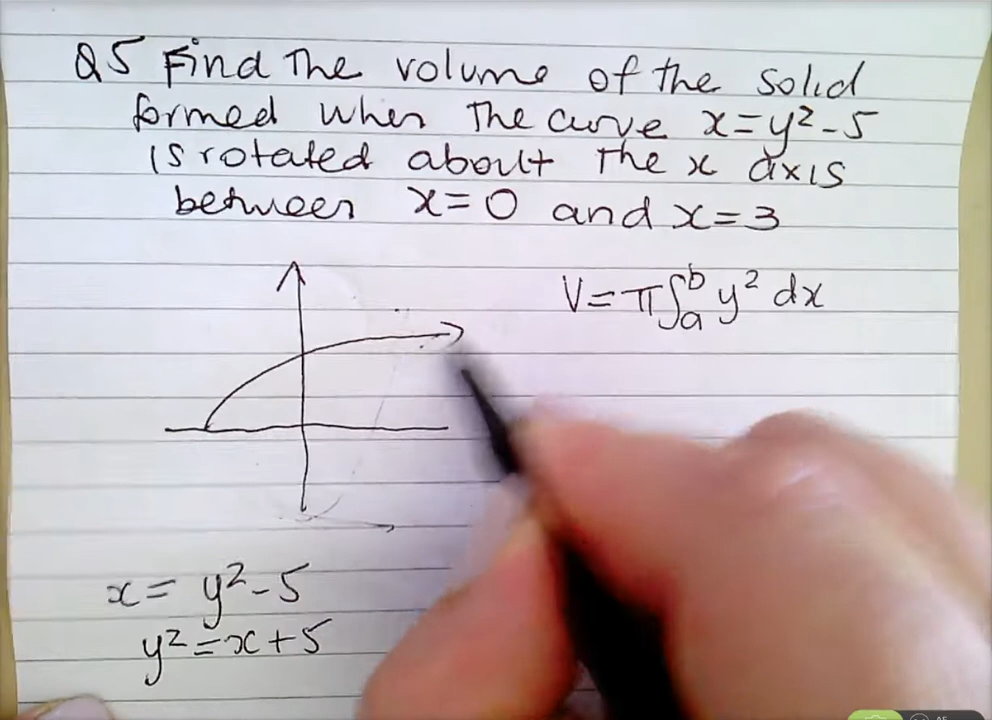 Q5 Find The volume of the solid
formed when The curve x=y²-5
is rotated about The x axis
between x=0 and x=3
V=π∫ₐᵇ y² dx
x= y²-5
y²=x+5